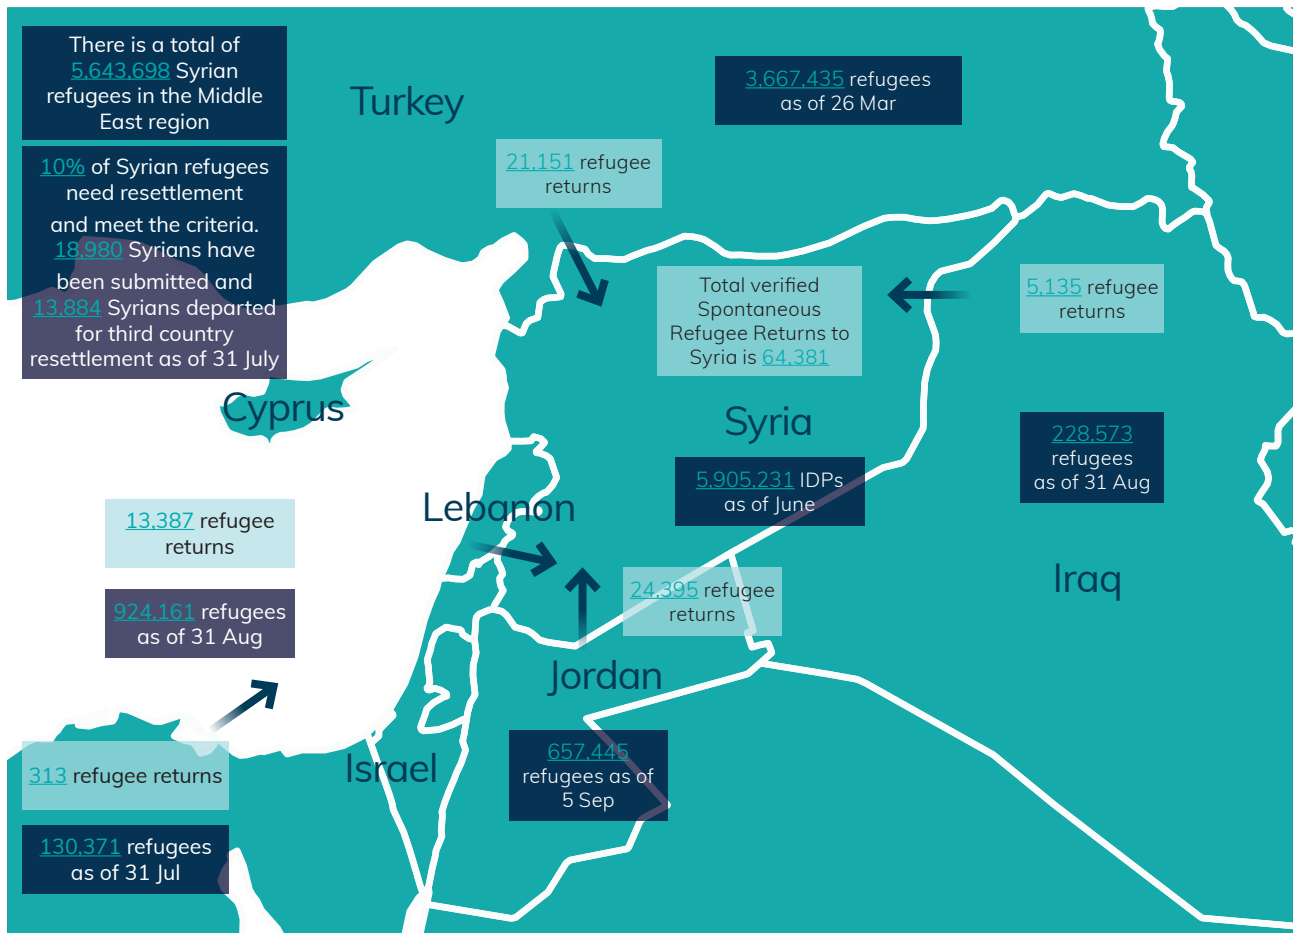 There is a total of
5,643,698 Syrian
refugees in the Middle
East region
10% of Syrian refugees
need resettlement
and meet the criteria.
18,980 Syrians have
been submitted and
13,884 Syrians departed
for third country
resettlement as of 31 July
Turkey
3,667,435 refugees
as of 26 Mar
21,151 refugee
returns
Total verified
Spontaneous
Refugee Returns to
Syria is 64,381
5,135 refugee
returns
Cyprus
Syria
228,573
refugees
as of 31 Aug
5,905,231 IDPs
as of June
Lebanon
13,387 refugee
returns
Iraq
924,161 refugees
as of 31 Aug
24,395 refugee
returns
Jordan
657,445
refugees as of
5 Sep
Israel
313 refugee returns
130,371 refugees
as of 31 Jul